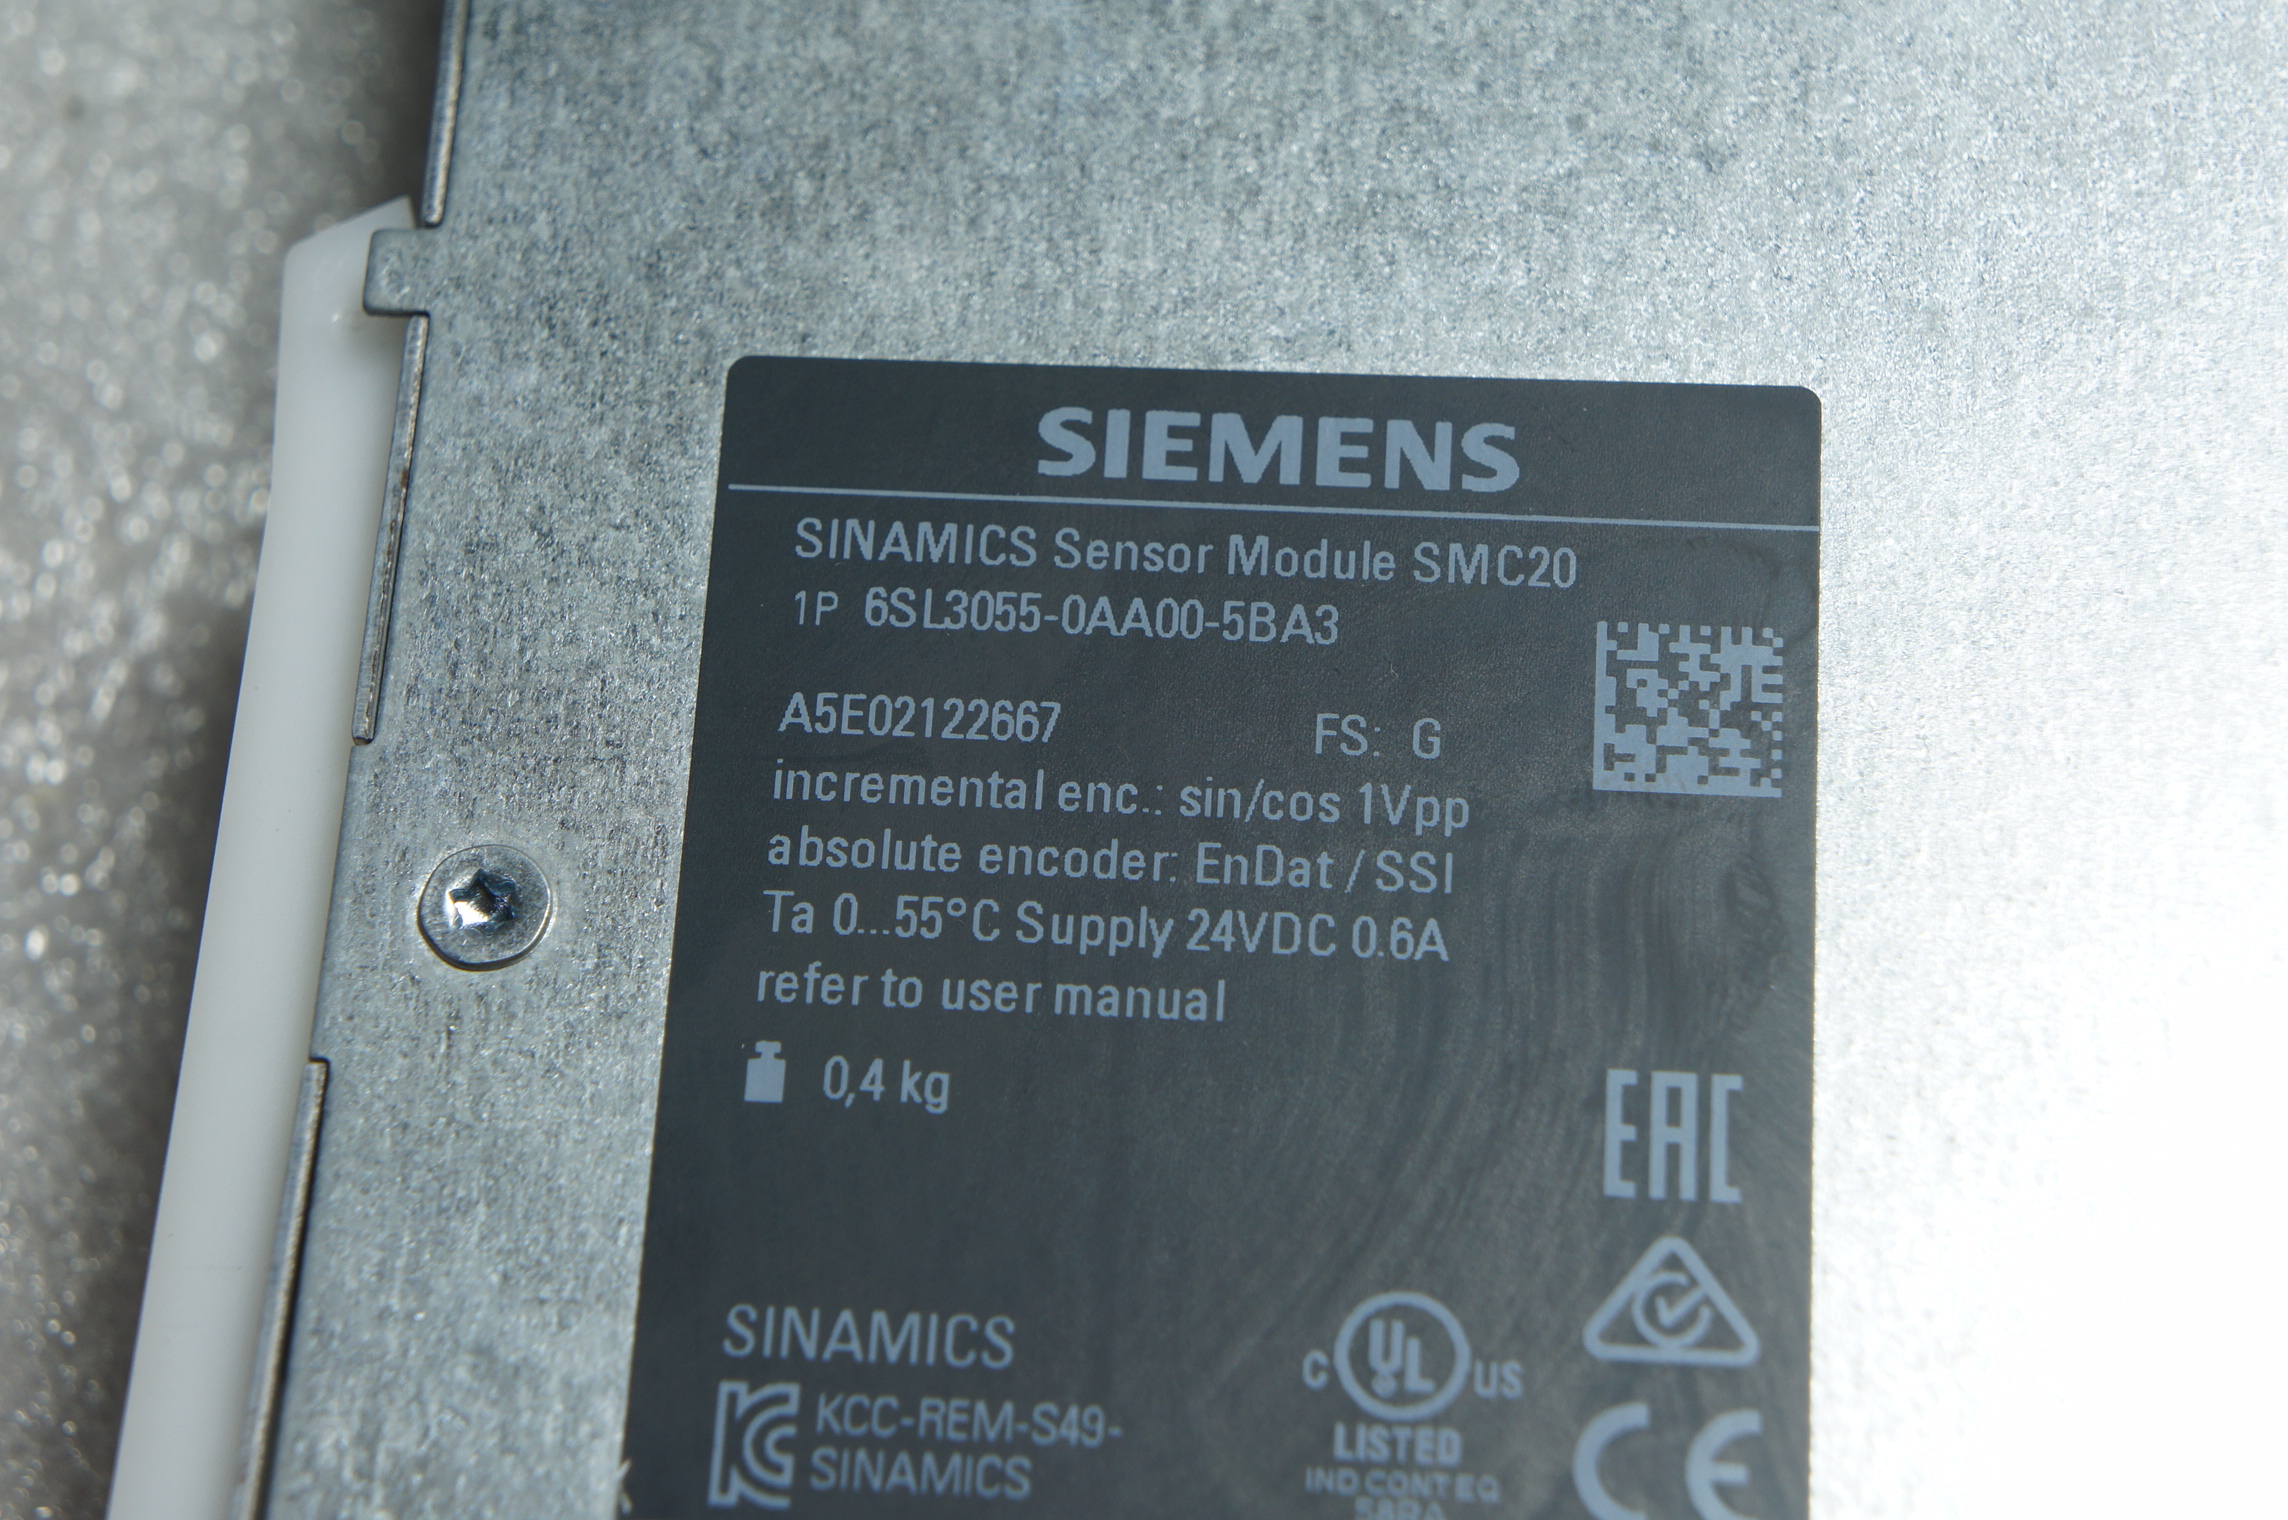 SIEMENS
SINAMICS Sensor Module SMC20
1P 6SL3055-0AA00-5BA3
A5E02122667 FS: G
incremental enc.: sin/cos 1Vpp
absolute encoder: EnDat / SSI
Ta 0...55°C Supply 24VDC 0.6A
refer to user manual
0,4 kg
EAC
SINAMICS
KCC-REM-S49-
SINAMICS
C UL US
LISTED
IND CONT EQ
CE